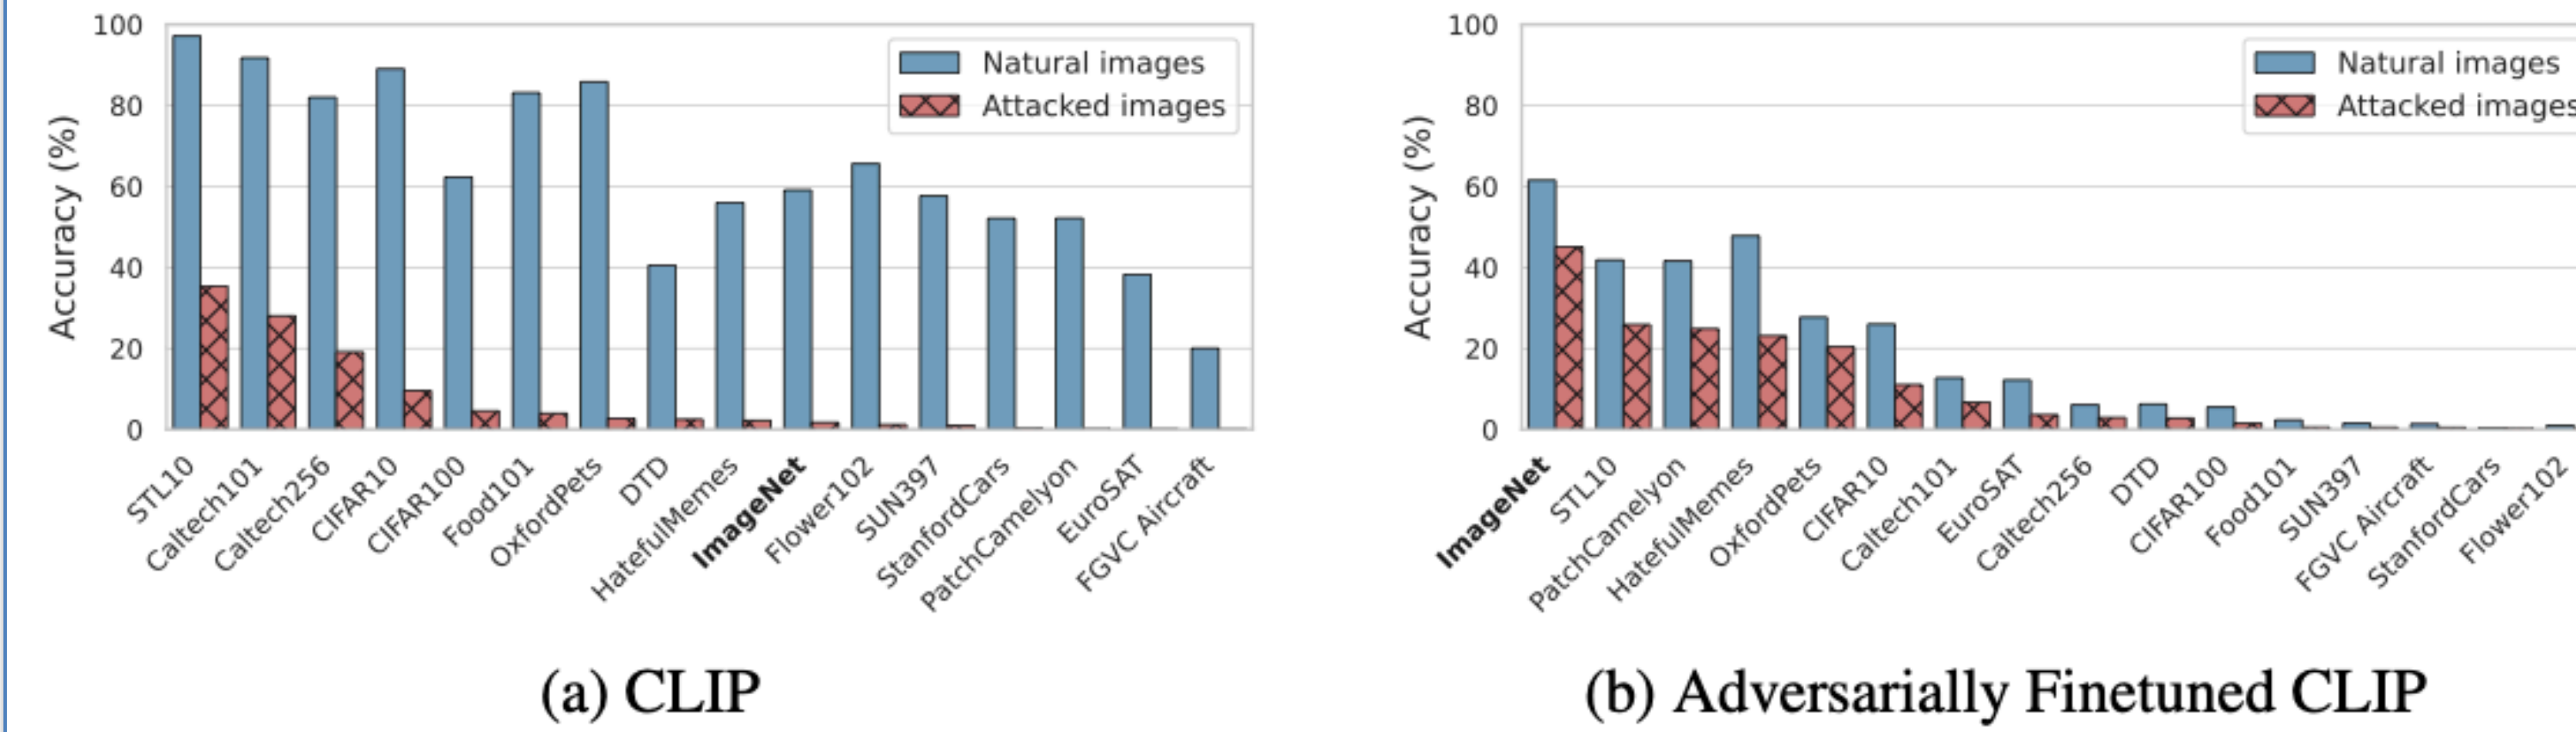 100
80
60
40
20
0
Accuracy (%)
Natural images
Attacked images
STL10
Caltech101
Caltech256
CIFAR10
CIFAR100
Food101
OxfordPets
DTD
HatefulMemes
ImageNet
Flower102
SUN397
StanfordCars
PatchCamelyon
EuroSAT
FGVC Aircraft
(a) CLIP
100
80
60
40
20
0
Accuracy (%)
Natural images
Attacked images
ImageNet
STL10
PatchCamelyon
HatefulMemes
OxfordPets
CIFAR10
Caltech101
EuroSAT
Caltech256
DTD
CIFAR100
Food101
SUN397
FGVC Aircraft
StanfordCars
Flower102
(b) Adversarially Finetuned CLIP